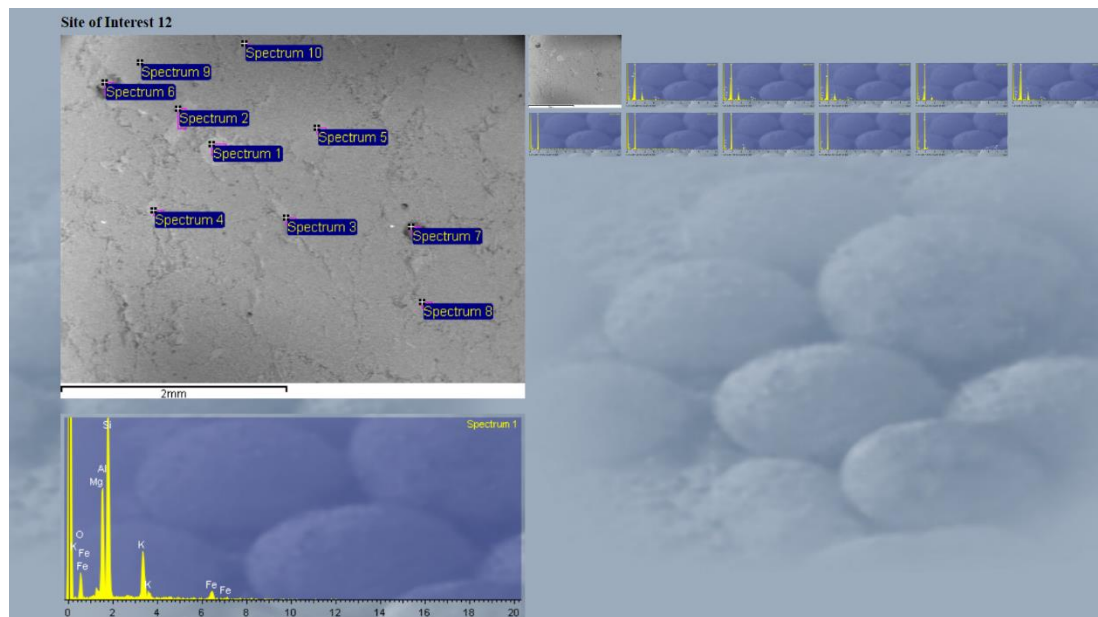 Site of Interest 12
Spectrum 10
Spectrum 9
Spectrum 6
Spectrum 2
Spectrum 5
Spectrum 1
Spectrum 4
Spectrum 3
Spectrum 7
Spectrum 8
2mm
Spectrum 1
Si
Al
Mg
O
K
K
Fe
Fe
K
Fe
Fe
0 2 4 6 8 10 12 14 16 18 20